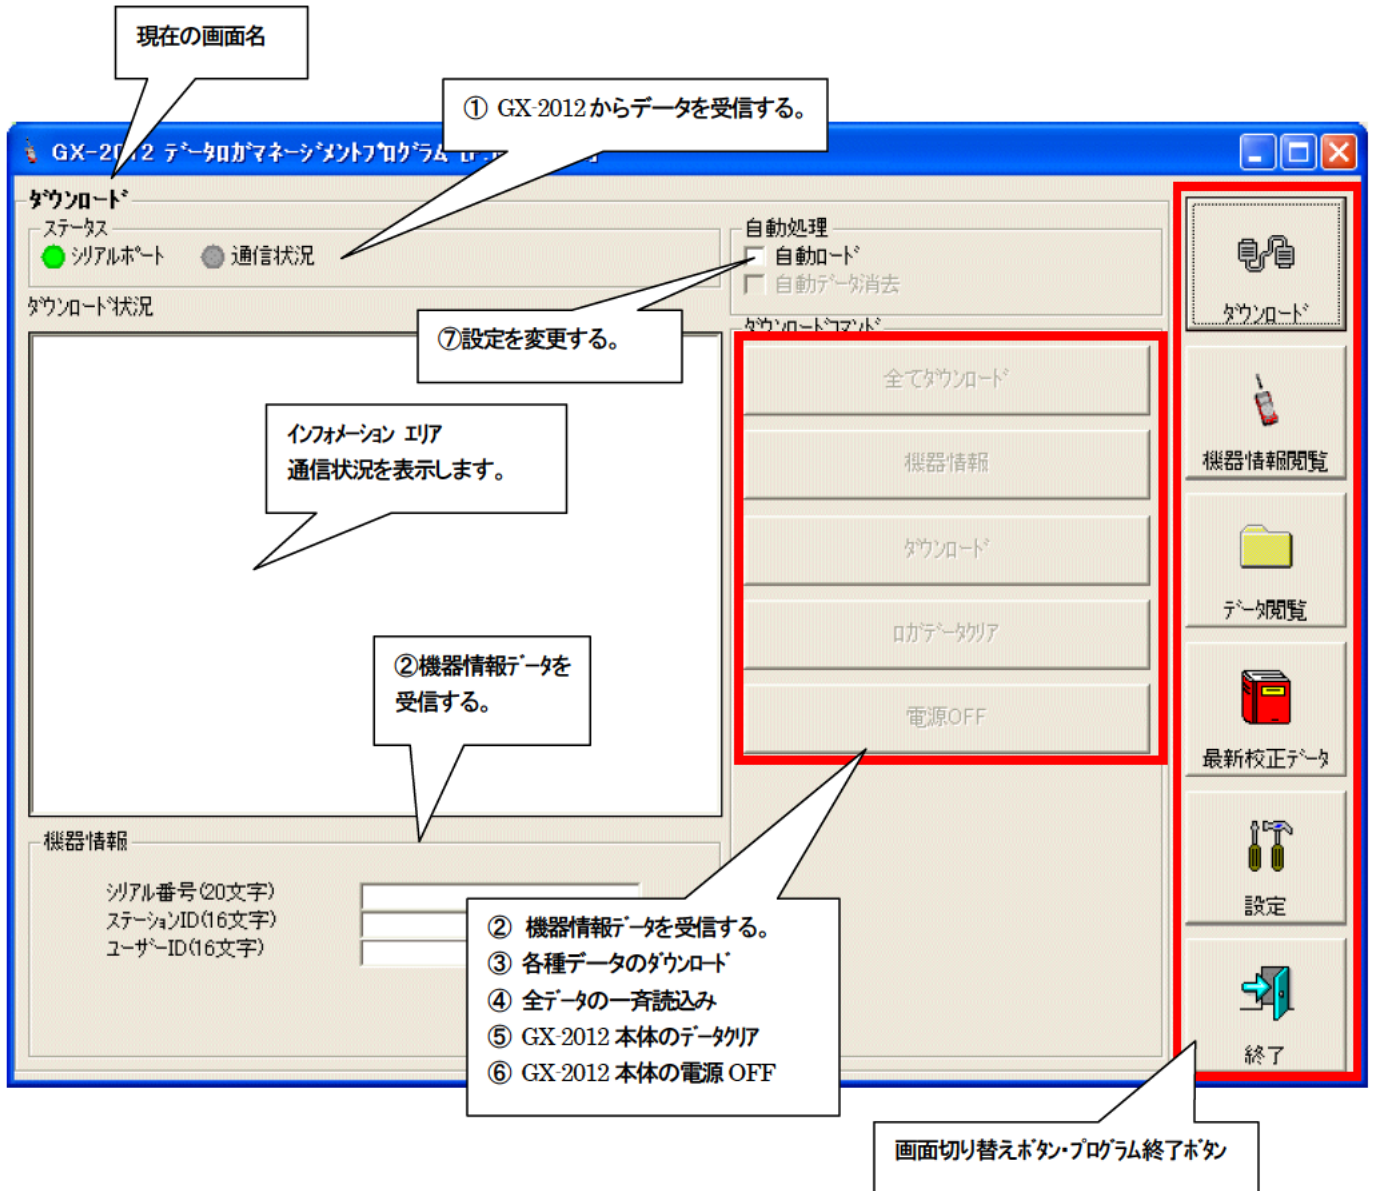 現在の画面名
① GX-2012からデータを受信する。
GX-2012 ﾃﾞｰﾀﾛｶﾞﾏﾈｰｼﾞﾒﾝﾄﾌﾟﾛｸﾞﾗﾑ
ﾀﾞｳﾝﾛｰﾄﾞ
ｽﾃｰﾀｽ
ｼﾘｱﾙﾎﾟｰﾄ 通信状況
自動処理
自動ﾛｰﾄﾞ
自動ﾃﾞｰﾀ消去
ﾀﾞｳﾝﾛｰﾄﾞ状況
⑦設定を変更する。
ﾀﾞｳﾝﾛｰﾄﾞｺﾏﾝﾄﾞ
全てﾀﾞｳﾝﾛｰﾄﾞ
機器情報
ﾀﾞｳﾝﾛｰﾄﾞ
ﾛｶﾞﾃﾞｰﾀｸﾘｱ
電源OFF
ｲﾝﾌｫﾒｰｼｮﾝ ｴﾘｱ
通信状況を表示します。
②機器情報ﾃﾞｰﾀを
受信する。
機器情報
ｼﾘｱﾙ番号(20文字)
ｽﾃｰｼｮﾝID(16文字)
ﾕｰｻﾞｰID(16文字)
② 機器情報ﾃﾞｰﾀを受信する。
③ 各種データのﾀﾞｳﾝﾛｰﾄﾞ
④ 全ﾃﾞｰﾀの一斉読込み
⑤ GX-2012 本体のﾃﾞｰﾀｸﾘｱ
⑥ GX-2012 本体の電源 OFF
ﾀﾞｳﾝﾛｰﾄﾞ
機器情報閲覧
ﾃﾞｰﾀ閲覧
最新校正ﾃﾞｰﾀ
設定
終了
画面切り替えﾎﾞﾀﾝ・ﾌﾟﾛｸﾞﾗﾑ終了ﾎﾞﾀﾝ